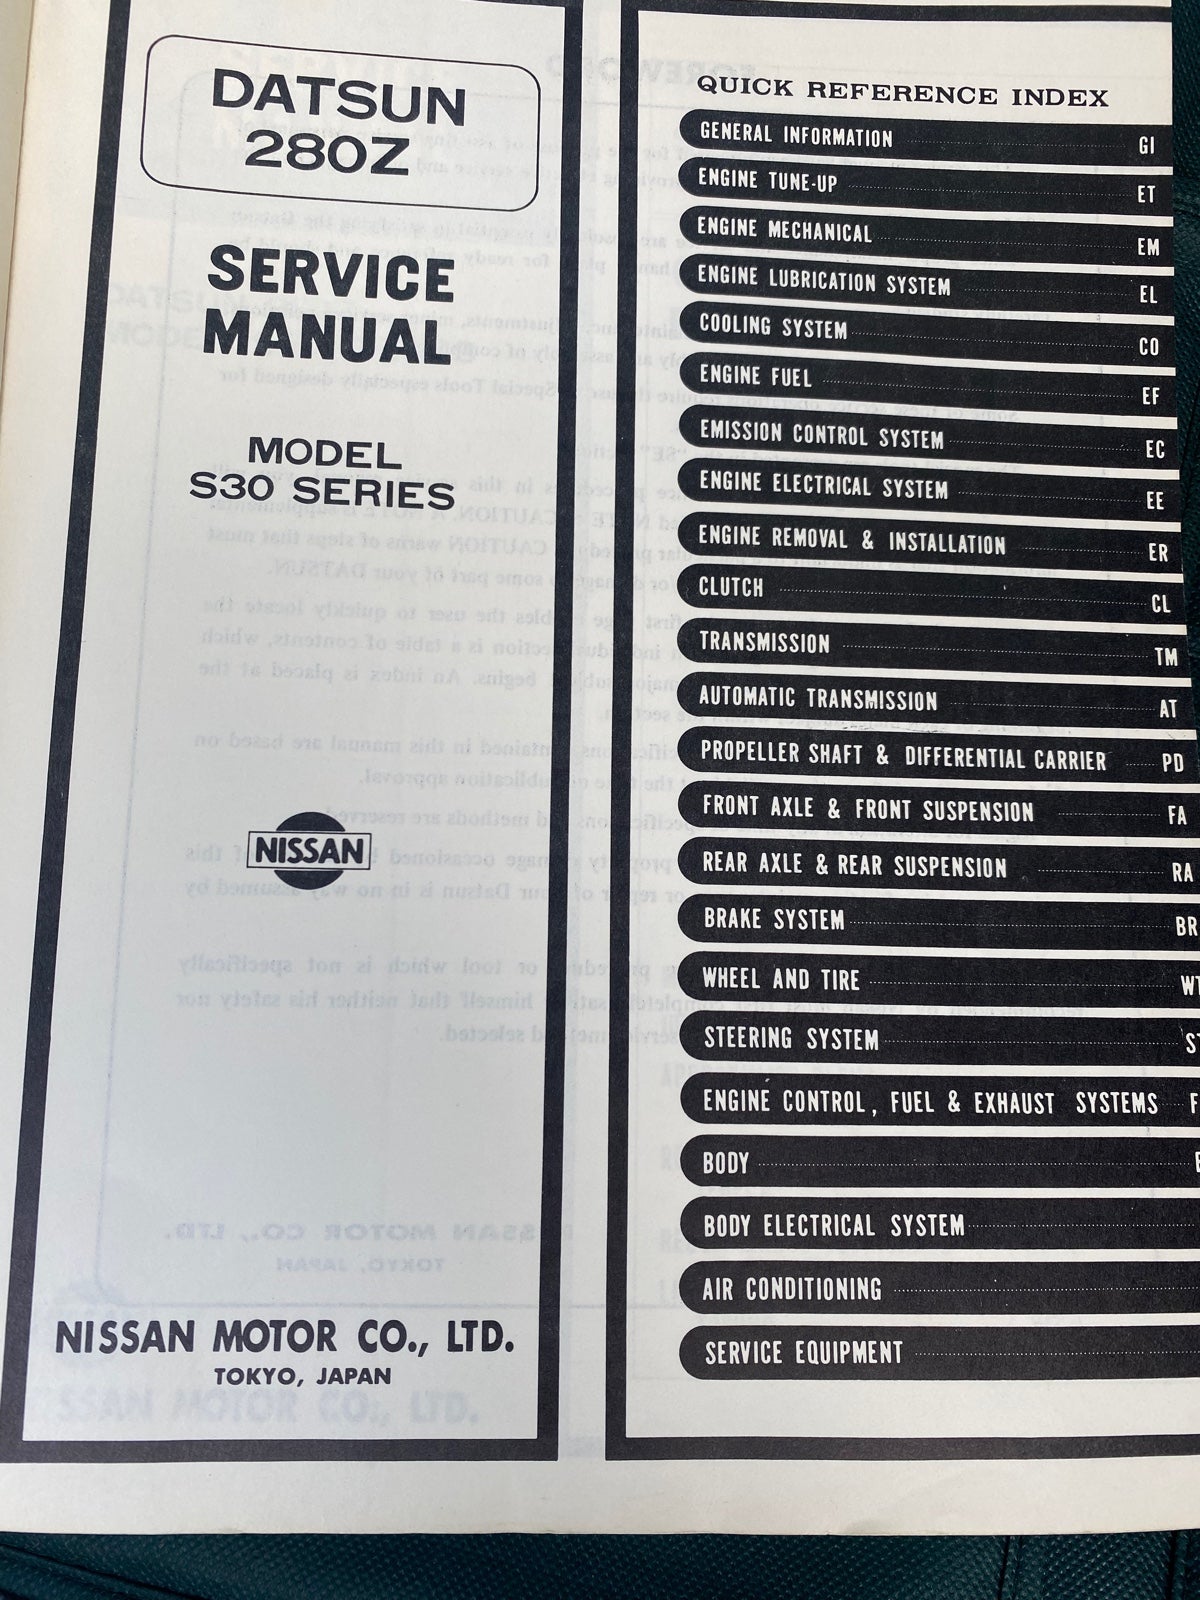 DATSUN
280Z
SERVICE
MANUAL
MODEL
S30 SERIES
NISSAN
NISSAN MOTOR CO., LTD.
TOKYO, JAPAN
QUICK REFERENCE INDEX
GENERAL INFORMATION GI
ENGINE TUNE-UP ET
ENGINE MECHANICAL EM
ENGINE LUBRICATION SYSTEM EL
COOLING SYSTEM CO
ENGINE FUEL EF
EMISSION CONTROL SYSTEM EC
ENGINE ELECTRICAL SYSTEM EE
ENGINE REMOVAL & INSTALLATION ER
CLUTCH CL
TRANSMISSION TM
AUTOMATIC TRANSMISSION AT
PROPELLER SHAFT & DIFFERENTIAL CARRIER PD
FRONT AXLE & FRONT SUSPENSION FA
REAR AXLE & REAR SUSPENSION RA
BRAKE SYSTEM BR
WHEEL AND TIRE WT
STEERING SYSTEM ST
ENGINE CONTROL, FUEL & EXHAUST SYSTEMS F
BODY
BODY ELECTRICAL SYSTEM
AIR CONDITIONING
SERVICE EQUIPMENT